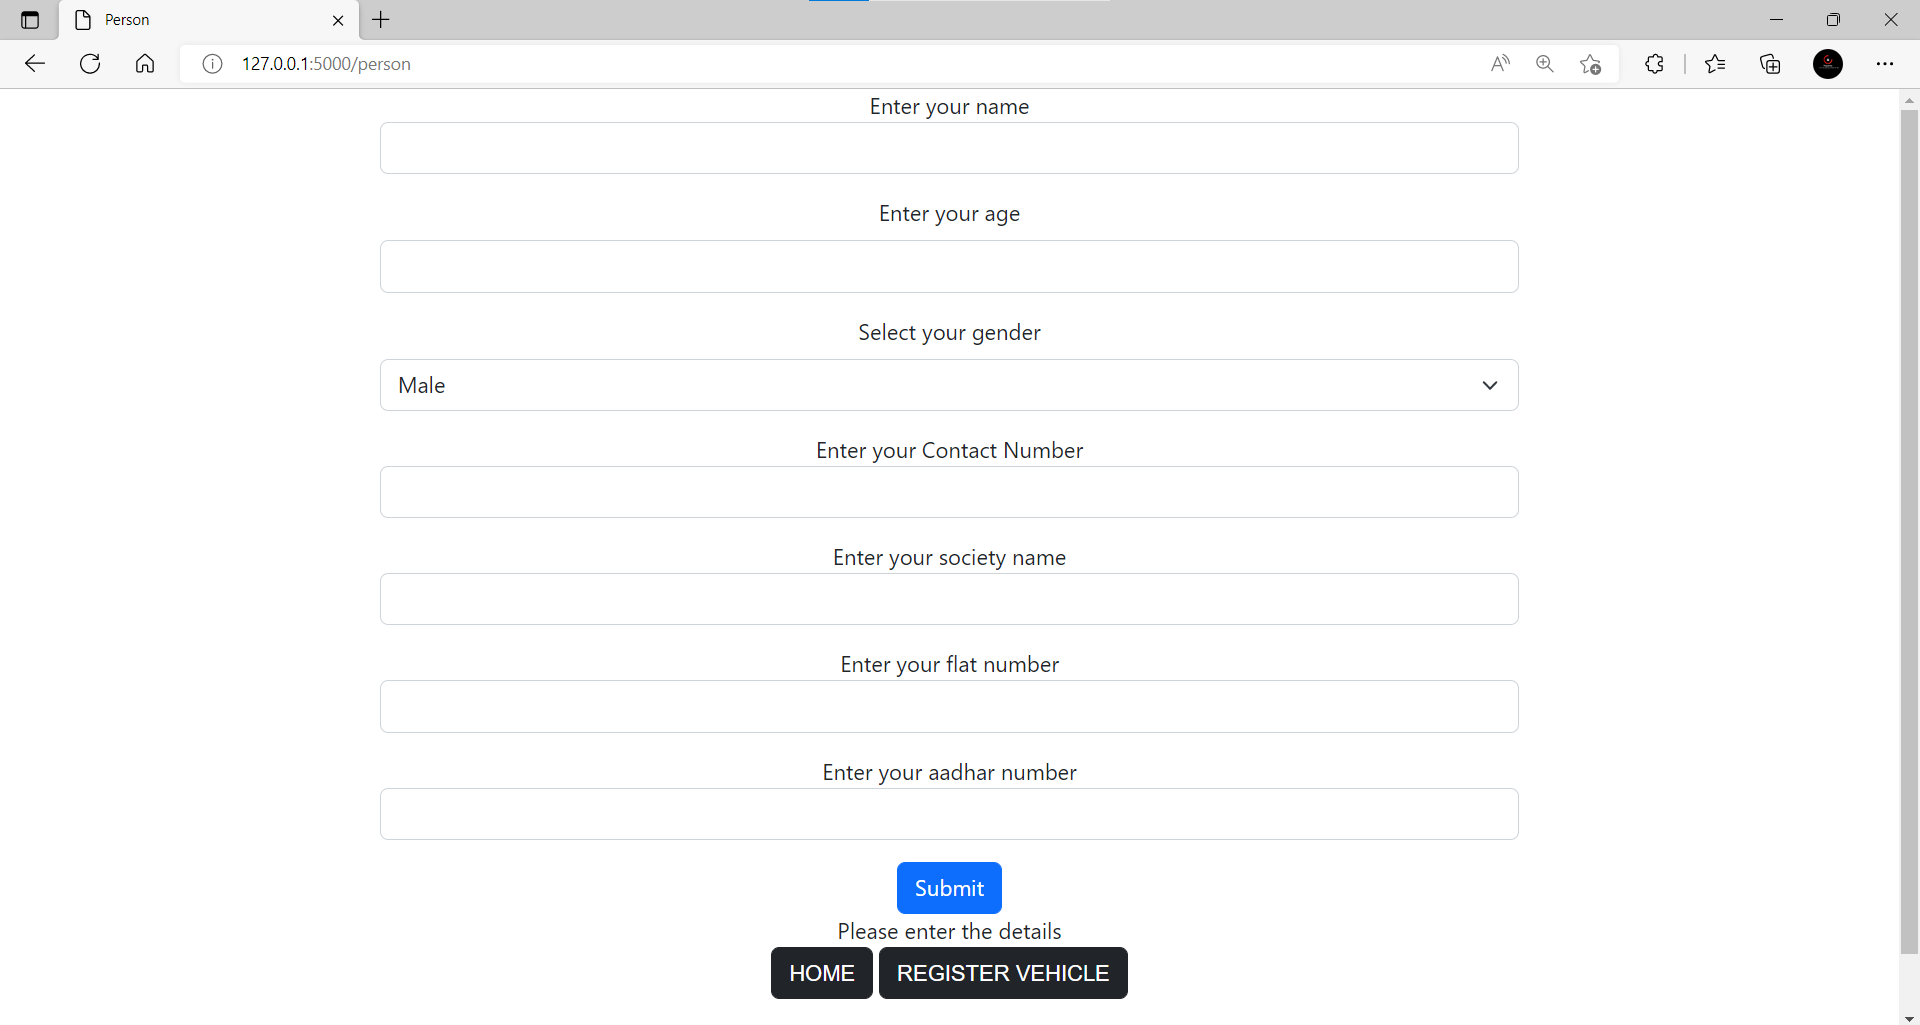 Person
127.0.0.1:5000/person
Enter your name
Enter your age
Select your gender
Male
Enter your Contact Number
Enter your society name
Enter your flat number
Enter your aadhar number
Submit
Please enter the details
HOME REGISTER VEHICLE